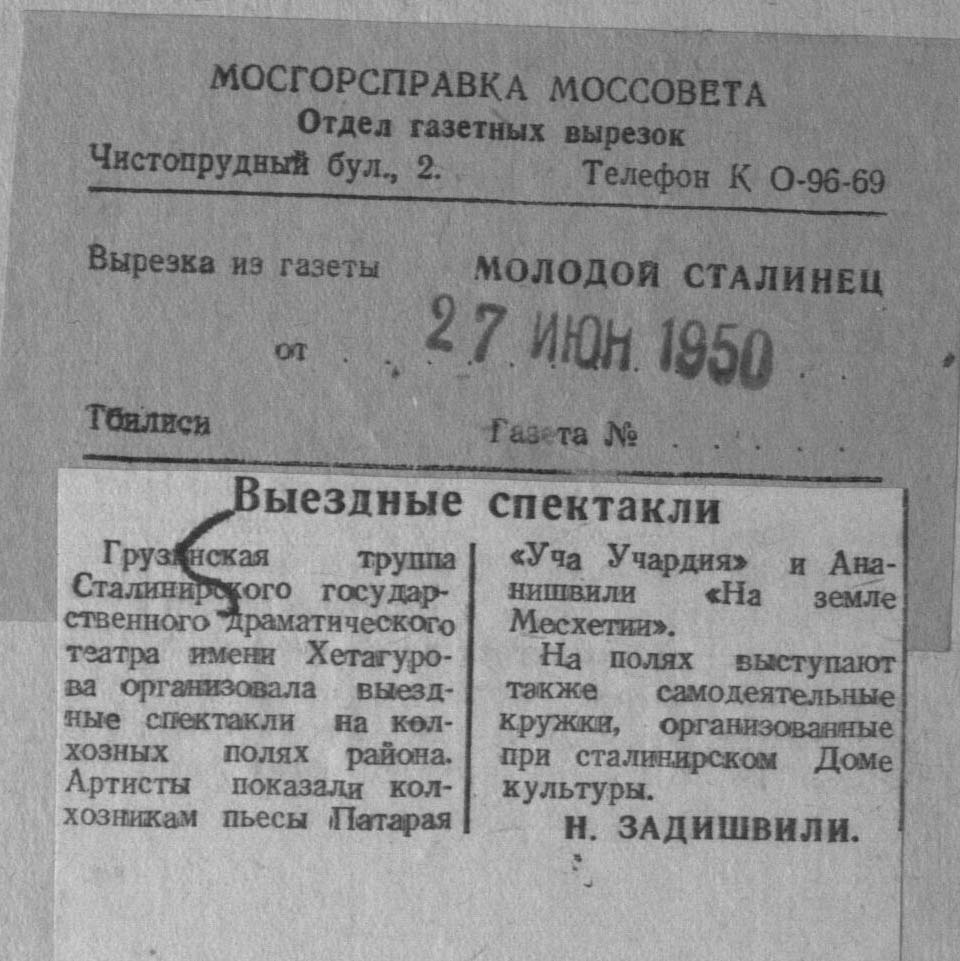 МОСГОРСПРАВКА МОССОВЕТА
Отдел газетных вырезок
Чистопрудный бул., 2. Телефон К О-96-69
Вырезка из газеты МОЛОДОЙ СТАЛИНЕЦ
от . . 27 ИЮН 1950 . .
Тбилиси Газета № . . . . .
Выездные спектакли
Грузинская труппа
Сталинирского государ-
ственного драматического
театра имени Хетагуро-
ва организовала выезд-
ные спектакли на кол-
хозных полях района.
Артисты показали кол-
хозникам пьесы Патарая
«Уча Учардия» и Ана-
нишвили «На земле
Месхетии».
На полях выступают
также самодеятельные
кружки, организованные
при сталинирском Доме
культуры.
Н. ЗАДИШВИЛИ.